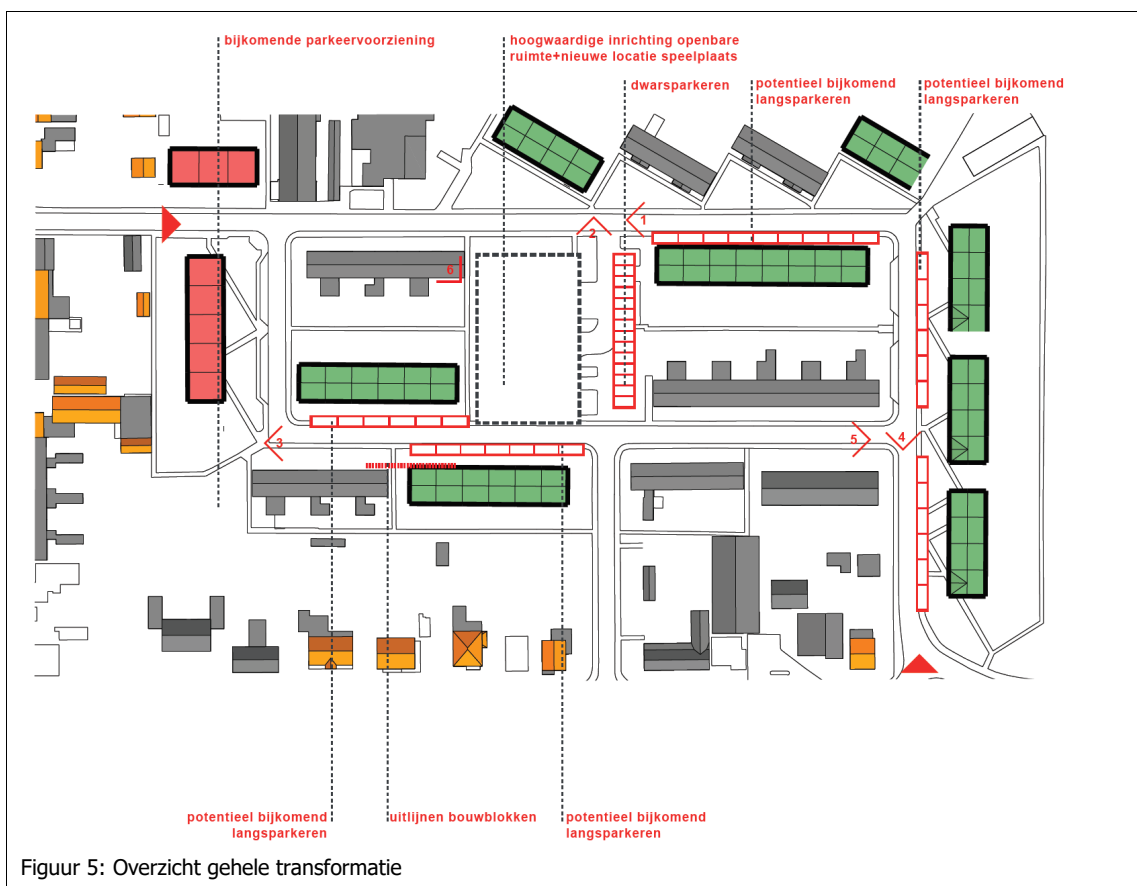 bijkomende parkeervoorziening
hoogwaardige inrichting openbare
ruimte+nieuwe locatie speelplaats
dwarsparkeren
potentieel bijkomend
langsparkeren
potentieel bijkomend
langsparkeren
1
2
6
3
5
4
potentieel bijkomend
langsparkeren
uitlijnen bouwblokken
potentieel bijkomend
langsparkeren
Figuur 5: Overzicht gehele transformatie